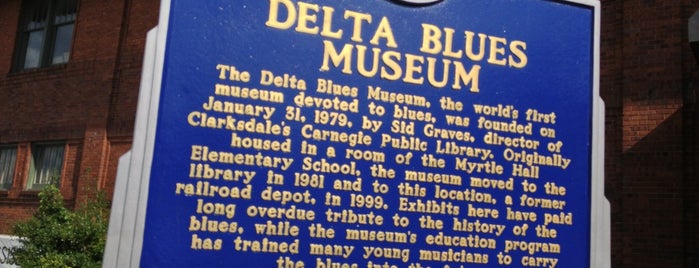 DELTA BLUES
MUSEUM
The Delta Blues Museum, the world's first
museum devoted to blues, was founded on
January 31, 1979, by Sid Graves, director of
Clarksdale's Carnegie Public Library. Originally
housed in a room of the Myrtle Hall
Elementary School, the museum moved to the
library in 1981 and to this location, a former
railroad depot, in 1999. Exhibits here have paid
long overdue tribute to the history of the
blues, while the museum's education program
has trained many young musicians to carry
the blues into the